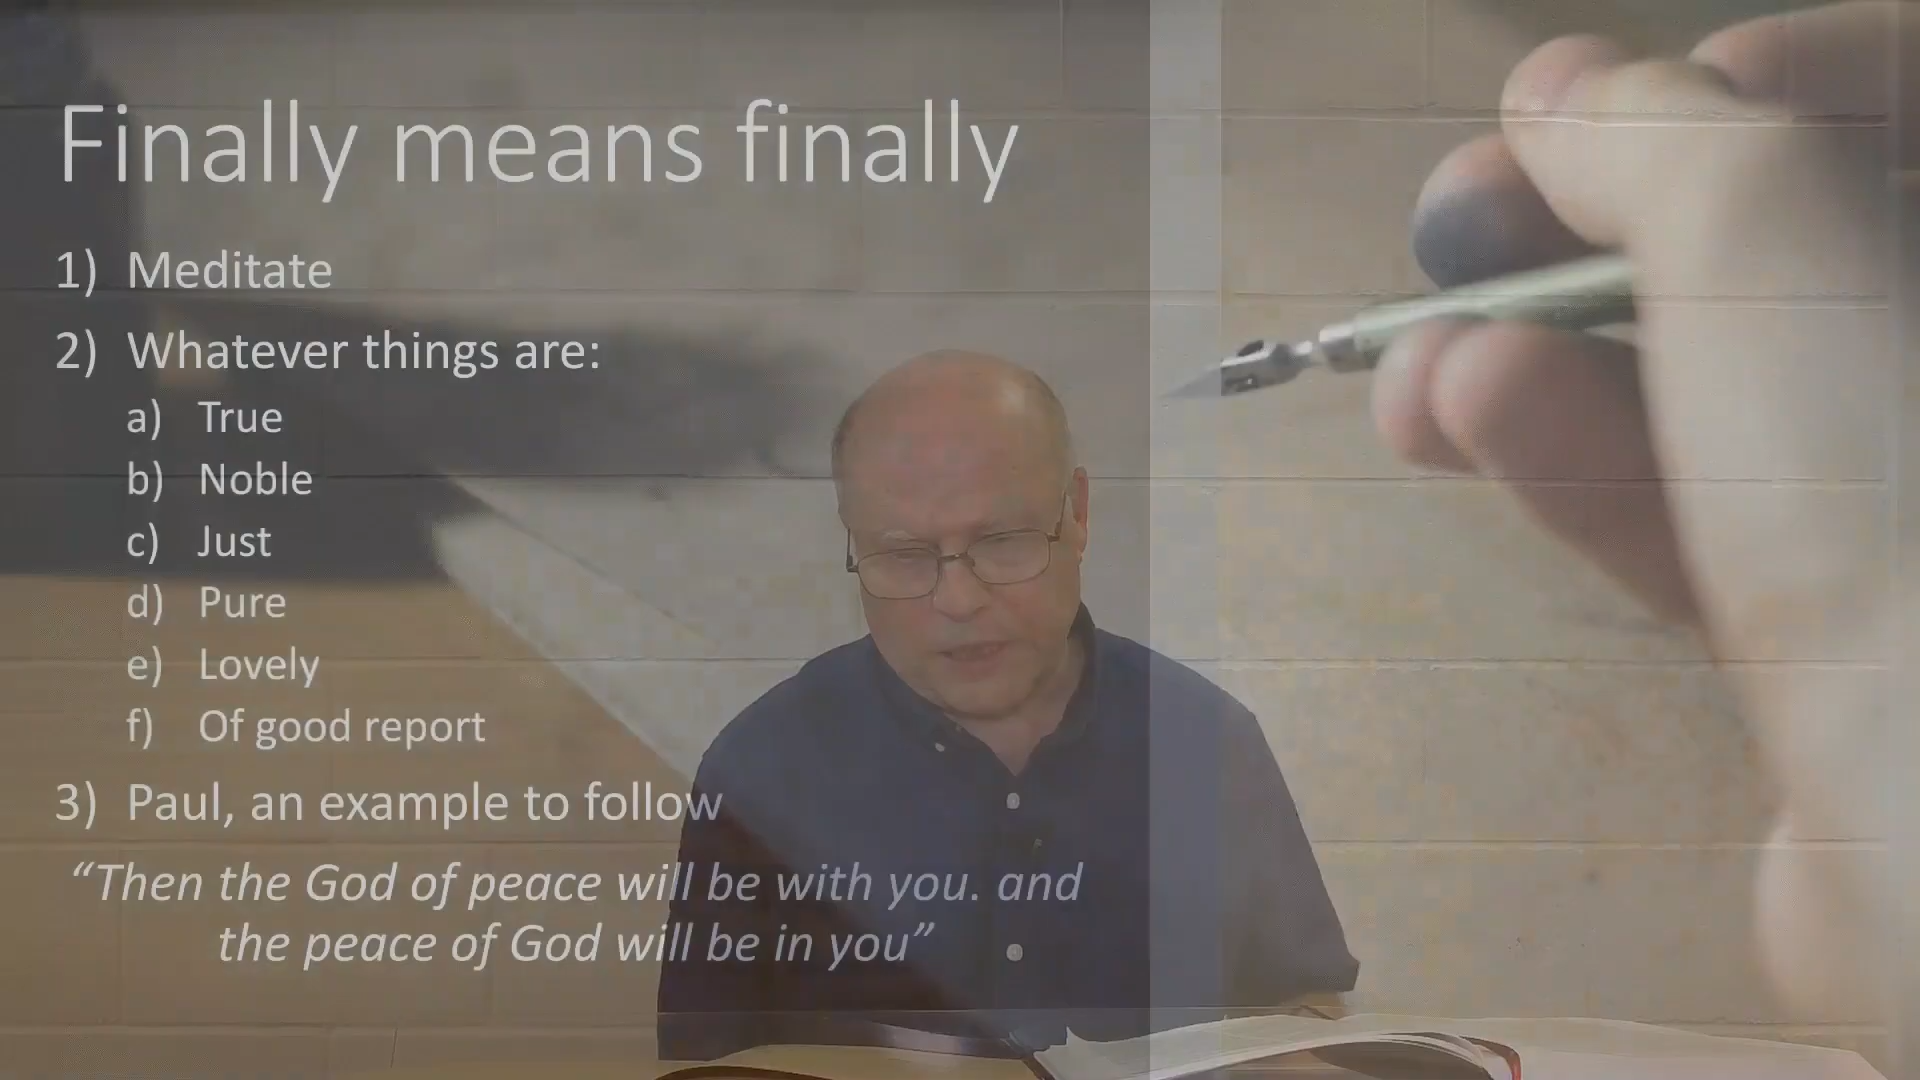 Finally means finally
1) Meditate
2) Whatever things are:
a) True
b) Noble
c) Just
d) Pure
e) Lovely
f) Of good report
3) Paul, an example to follow
“Then the God of peace will be with you. and
the peace of God will be in you”